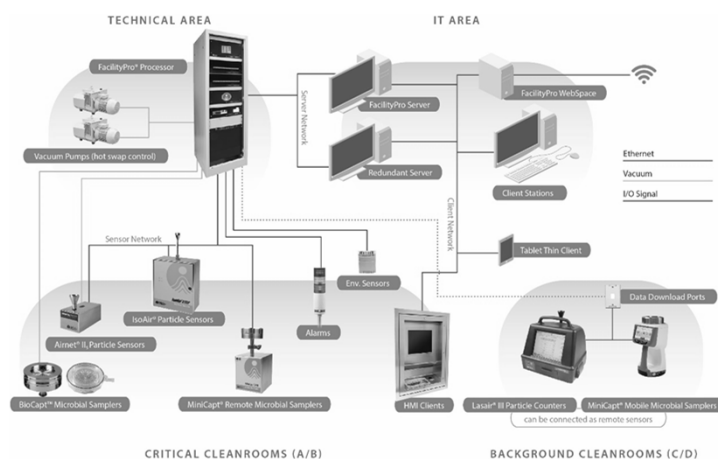 TECHNICAL AREA
IT AREA
FacilityPro® Processor
Vacuum Pumps (hot swap control)
Server Network
FacilityPro Server
Redundant Server
FacilityPro WebSpace
Client Stations
Ethernet
Vacuum
I/O Signal
Client Network
Tablet Thin Client
Sensor Network
Env. Sensors
Data Download Ports
IsoAir® Particle Sensors
Alarms
Airnet® II, Particle Sensors
BioCapt™ Microbial Samplers
MiniCapt® Remote Microbial Samplers
HMI Clients
Lasair® III Particle Counters
MiniCapt® Mobile Microbial Samplers
can be connected as remote sensors
CRITICAL CLEANROOMS (A/B)
BACKGROUND CLEANROOMS (C/D)